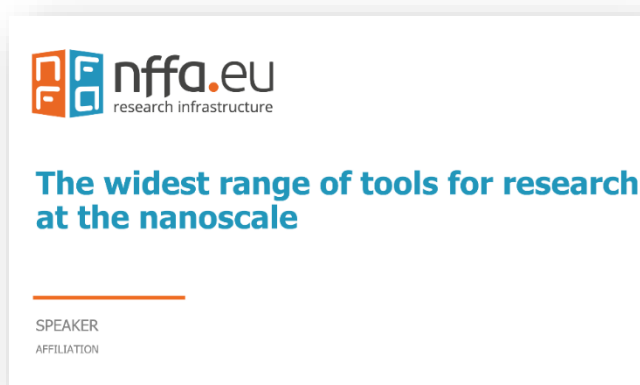 nffa.eu
research infrastructure
The widest range of tools for research
at the nanoscale
SPEAKER
AFFILIATION